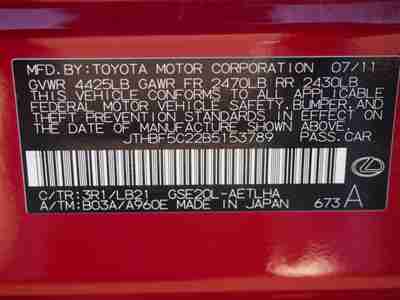 MFD. BY: TOYOTA MOTOR CORPORATION 07/11
GVWR 4425LB. GAWR FR 2470LB RR 2430LB
THIS VEHICLE CONFORMS TO ALL APPLICABLE
FEDERAL MOTOR VEHICLE SAFETY, BUMPER, AND
THEFT PREVENTION STANDARDS IN EFFECT ON
THE DATE OF MANUFACTURE SHOWN ABOVE.
JTHBF5C22B5153789 PASS. CAR
C/TR: 3R1/LB21 GSE20L-AETLHA
A/TM: B03A/A960E MADE IN JAPAN 673 A